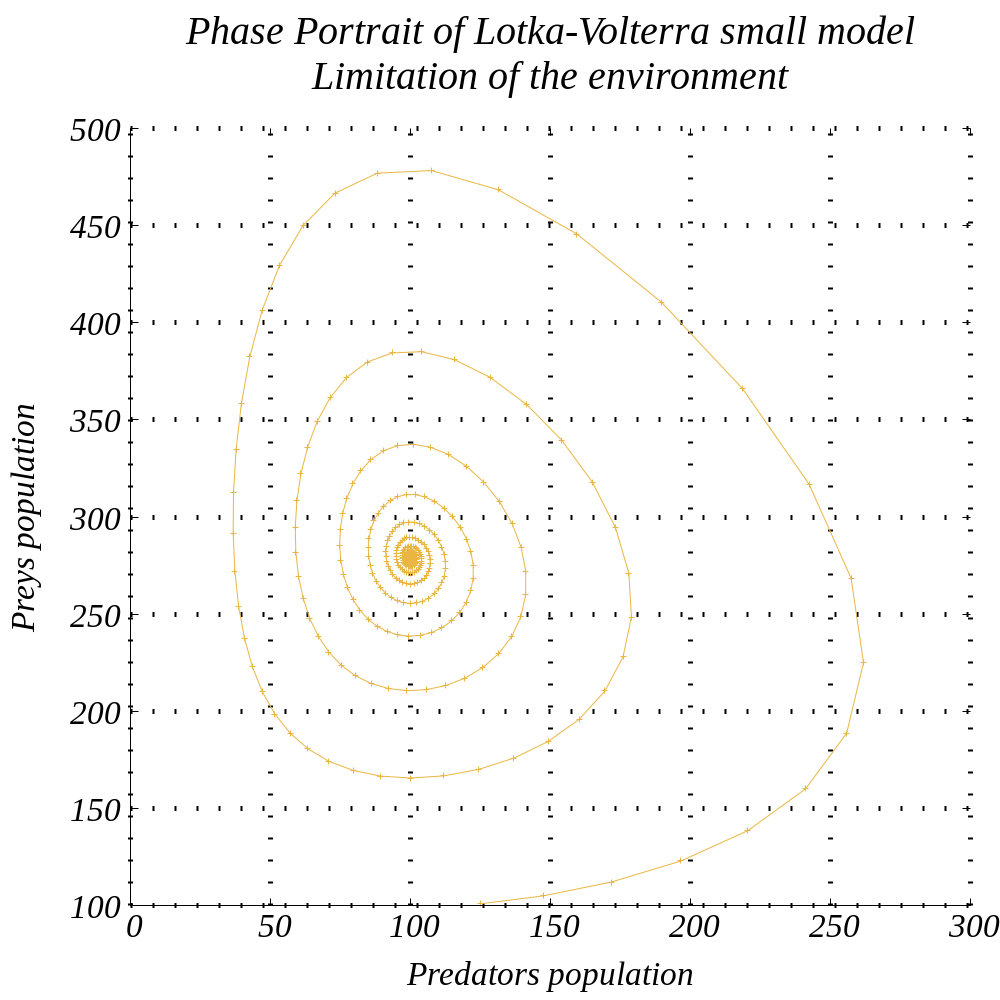 Phase Portrait of Lotka-Volterra small model
Limitation of the environment
500
450
400
350
300
250
200
150
100
Preys population
0 50 100 150 200 250 300
Predators population